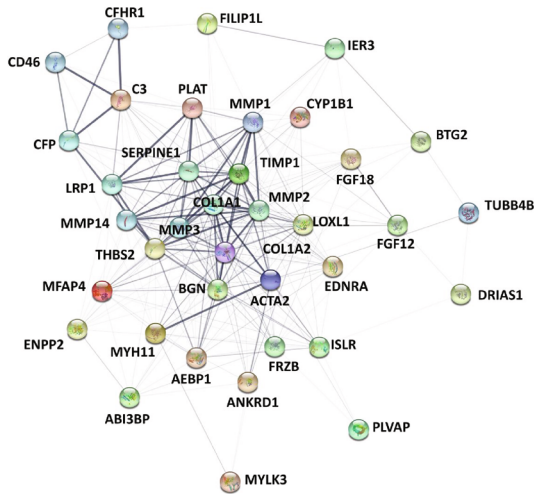 CFHR1
FILIP1L
IER3
CD46
C3
PLAT
MMP1
CYP1B1
CFP
SERPINE1
TIMP1
BTG2
FGF18
LRP1
COL1A1
MMP2
TUBB4B
MMP14
MMP3
LOXL1
FGF12
THBS2
COL1A2
MFAP4
BGN
ACTA2
EDNRA
DRIAS1
ENPP2
MYH11
FRZB
ISLR
AEBP1
ANKRD1
ABI3BP
PLVAP
MYLK3